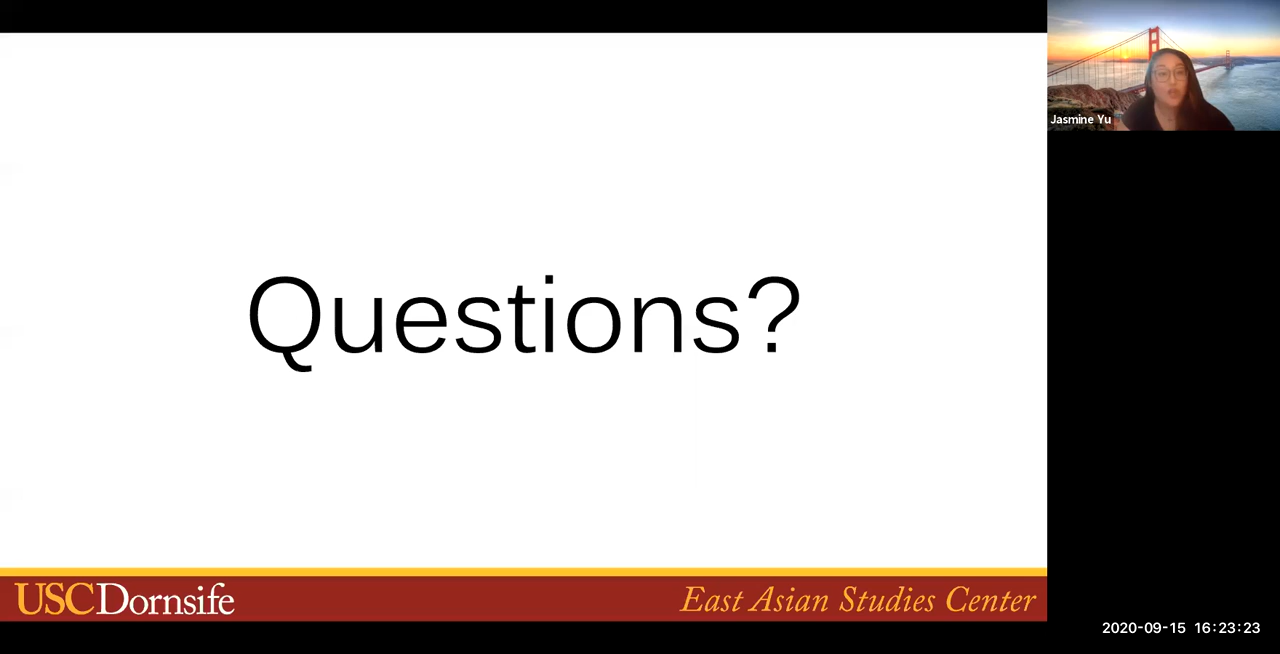 Jasmine Yu
Questions?
USCDornsife
East Asian Studies Center
2020-09-15 16:23:23